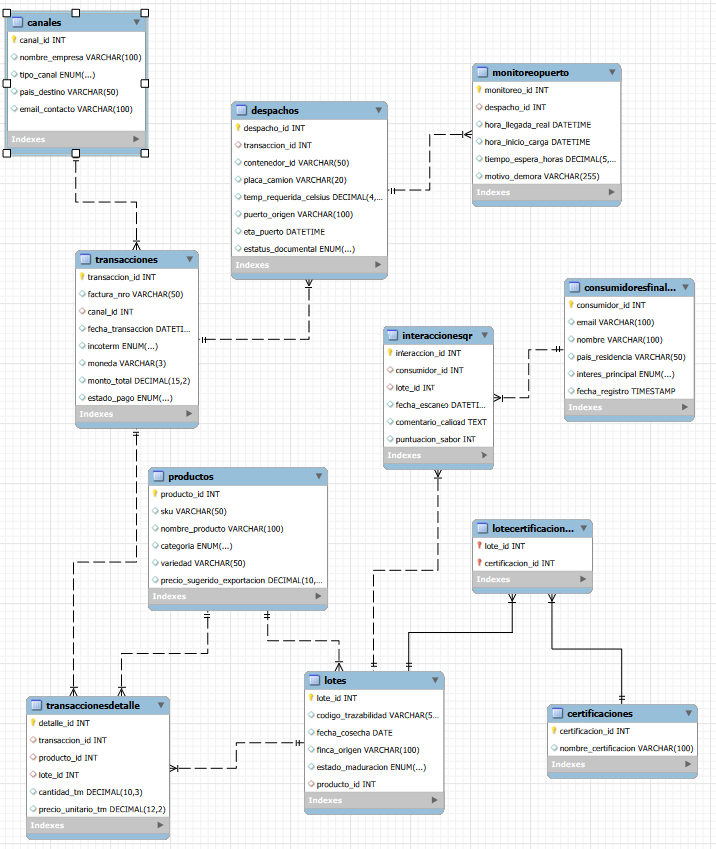 canales
canal_id INT
nombre_empresa VARCHAR(100)
tipo_canal ENUM(...)
pais_destino VARCHAR(50)
email_contacto VARCHAR(100)
Indexes
monitoreopuerto
monitoreo_id INT
despacho_id INT
hora_llegada_real DATETIME
hora_inicio_carga DATETIME
tiempo_espera_horas DECIMAL(5,...
motivo_demora VARCHAR(255)
Indexes
despachos
despacho_id INT
transaccion_id INT
contenedor_id VARCHAR(50)
placa_camion VARCHAR(20)
temp_requerida_celsius DECIMAL(4,...
puerto_origen VARCHAR(100)
eta_puerto DATETIME
estatus_documental ENUM(...)
Indexes
transacciones
transaccion_id INT
factura_nro VARCHAR(50)
canal_id INT
fecha_transaccion DATETI...
incoterm ENUM(...)
moneda VARCHAR(3)
monto_total DECIMAL(15,2)
estado_pago ENUM(...)
Indexes
consumidoresfinal...
consumidor_id INT
email VARCHAR(100)
nombre VARCHAR(100)
pais_residencia VARCHAR(50)
interes_principal ENUM(...)
fecha_registro TIMESTAMP
Indexes
interaccionesqr
interaccion_id INT
consumidor_id INT
lote_id INT
fecha_escaneo DATETI...
comentario_calidad TEXT
puntuacion_sabor INT
Indexes
productos
producto_id INT
sku VARCHAR(50)
nombre_producto VARCHAR(100)
categoria ENUM(...)
variedad VARCHAR(50)
precio_sugerido_exportacion DECIMAL(10,...
Indexes
lotecertificacion...
lote_id INT
certificacion_id INT
Indexes
lotes
lote_id INT
codigo_trazabilidad VARCHAR(5...
fecha_cosecha DATE
finca_origen VARCHAR(100)
estado_maduracion ENUM(...)
producto_id INT
Indexes
transaccionesdetalle
detalle_id INT
transaccion_id INT
producto_id INT
lote_id INT
cantidad_tm DECIMAL(10,3)
precio_unitario_tm DECIMAL(12,2)
Indexes
certificaciones
certificacion_id INT
nombre_certificacion VARCHAR(100)
Indexes